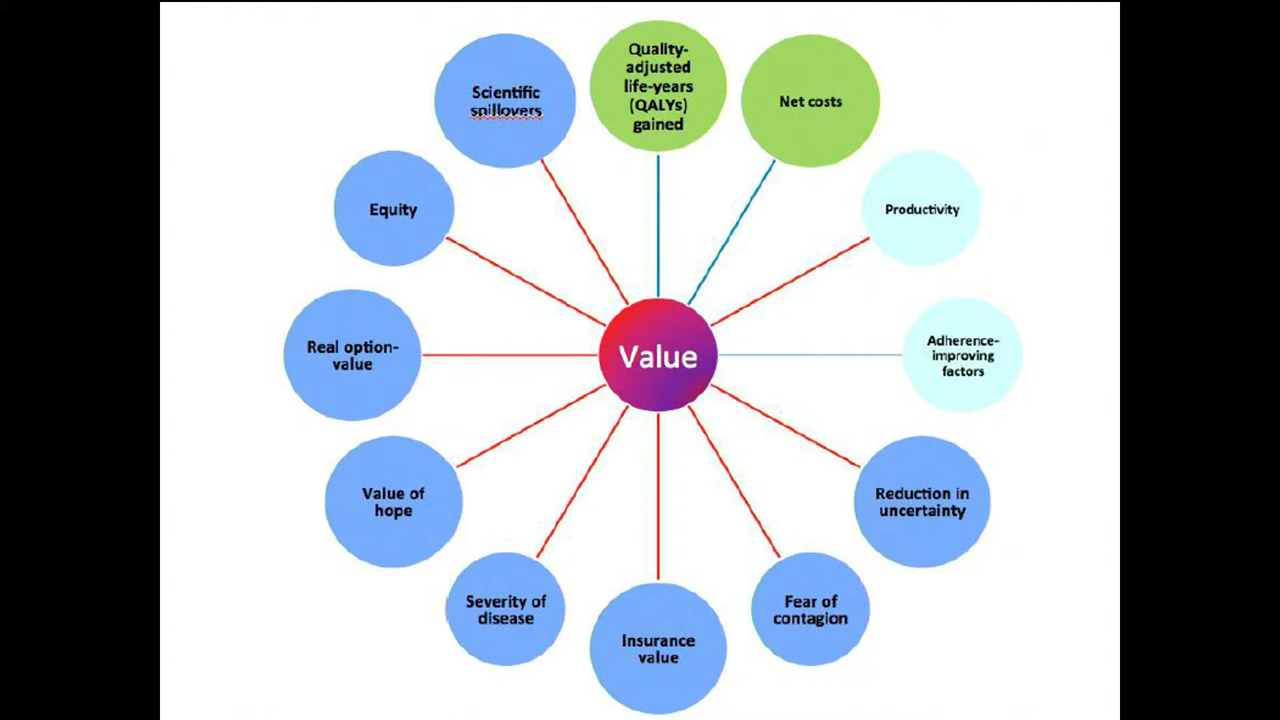 Quality-
adjusted
life-years
(QALYs)
gained
Net costs
Productivity
Adherence-
improving
factors
Reduction in
uncertainty
Fear of
contagion
Insurance
value
Severity of
disease
Value of
hope
Real option-
value
Equity
Scientific
spillovers
Value